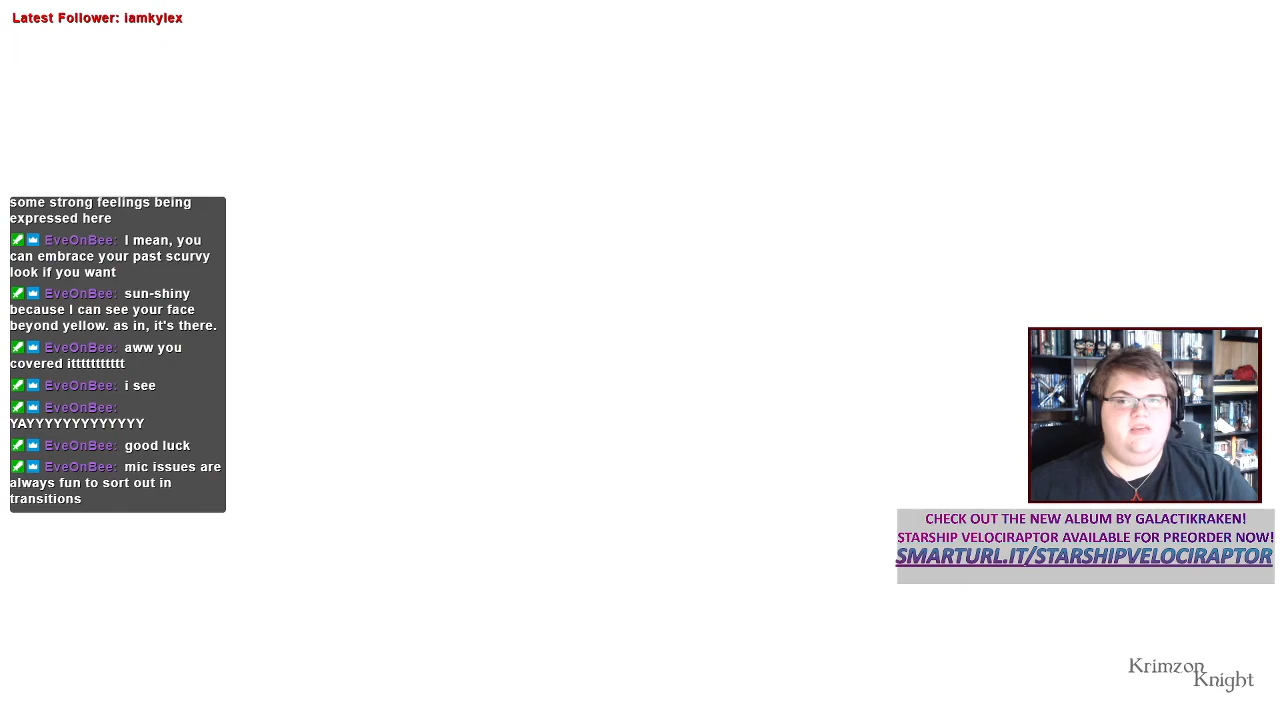 Latest Follower: iamkylex
some strong feelings being
expressed here
EveOnBee: I mean, you
can embrace your past scurvy
look if you want
EveOnBee: sun-shiny
because I can see your face
beyond yellow. as in, it's there.
EveOnBee: aww you
covered ittttttttttt
EveOnBee: i see
EveOnBee:
YAYYYYYYYYYYYYY
EveOnBee: good luck
EveOnBee: mic issues are
always fun to sort out in
transitions
CHECK OUT THE NEW ALBUM BY GALACTIKRAKEN!
STARSHIP VELOCIRAPTOR AVAILABLE FOR PREORDER NOW!
SMARTURL.IT/STARSHIPVELOCIRAPTOR
Krimzon
Knight